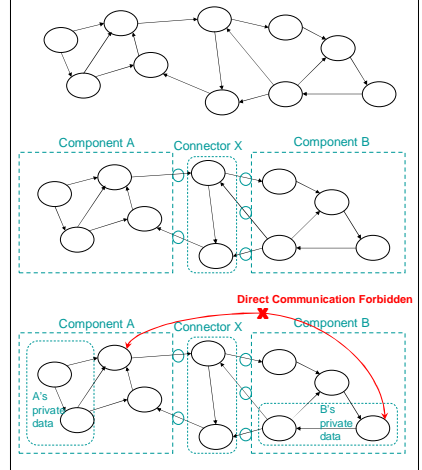 Component A
Connector X
Component B
Direct Communication Forbidden
X
Component A
Connector X
Component B
A's
private
data
B's
private
data